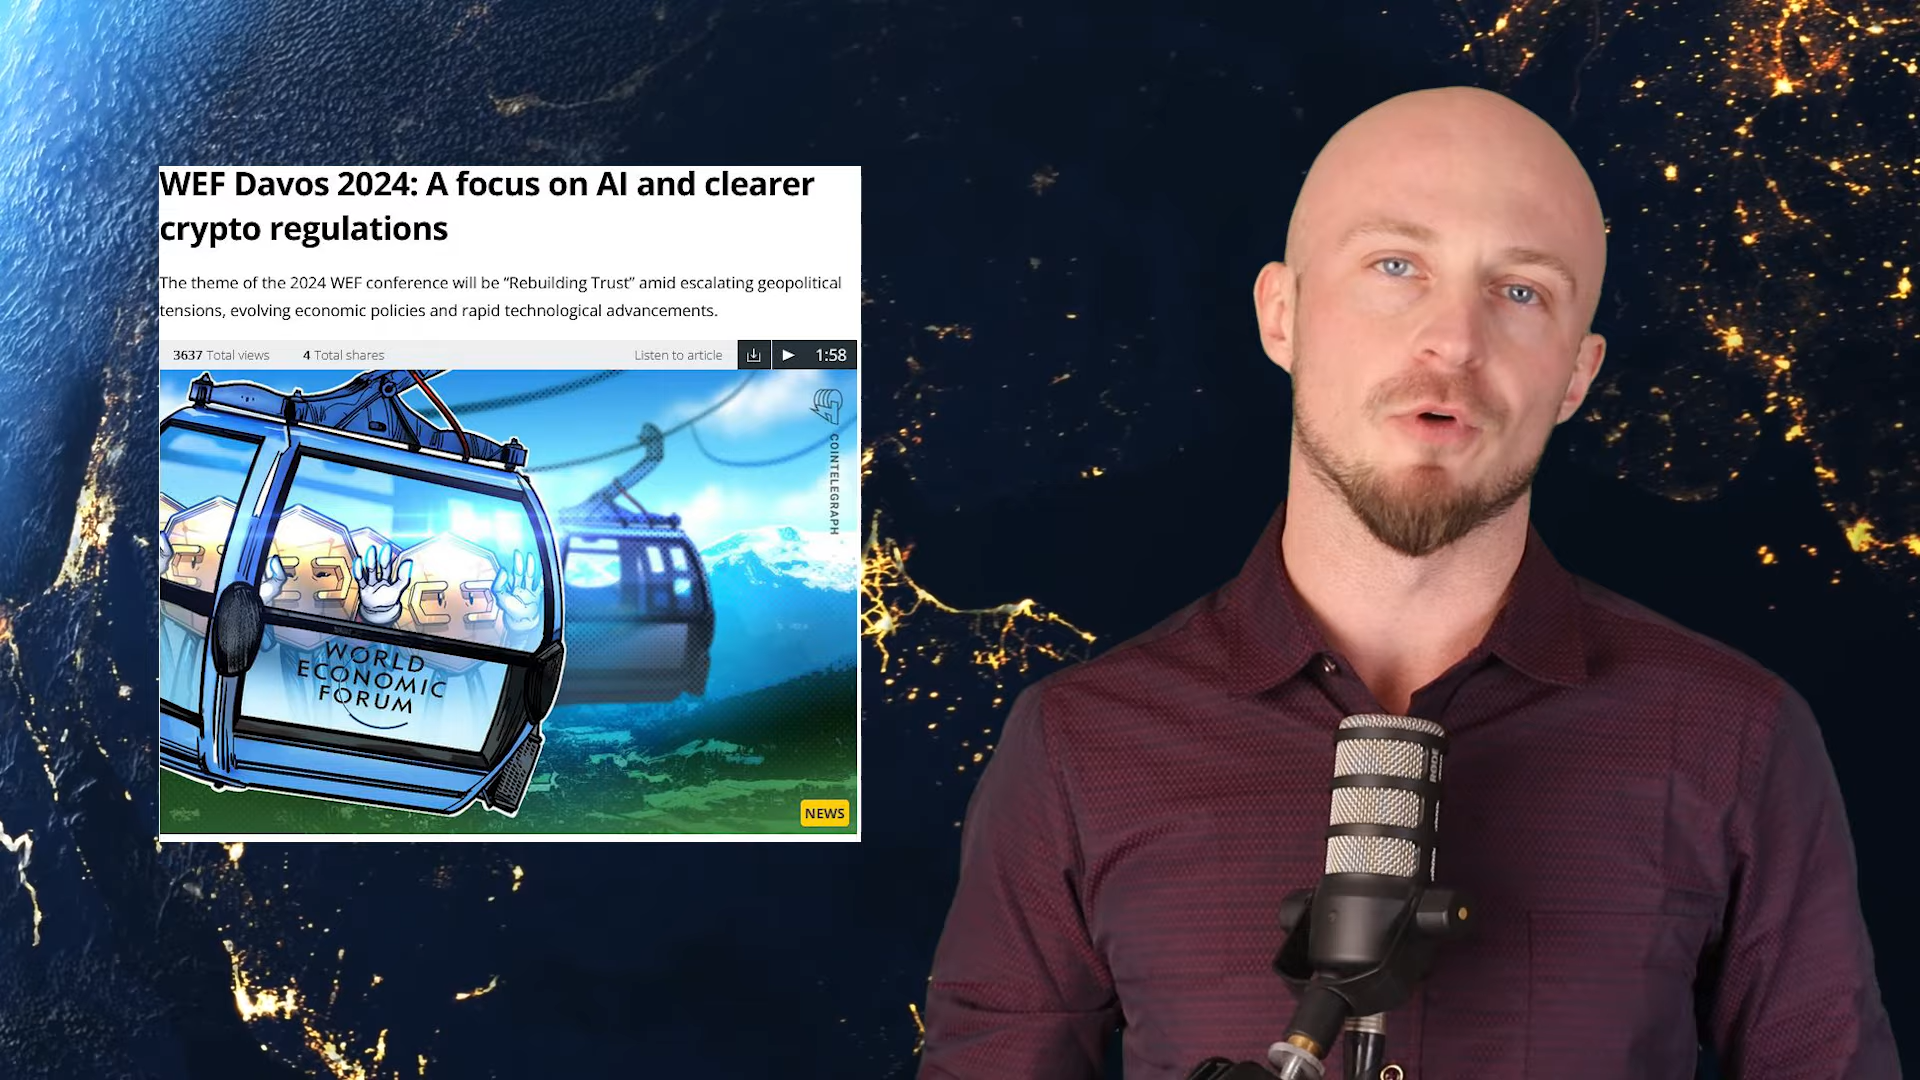 WEF Davos 2024: A focus on AI and clearer
crypto regulations
The theme of the 2024 WEF conference will be “Rebuilding Trust” amid escalating geopolitical
tensions, evolving economic policies and rapid technological advancements.
3637 Total views 4 Total shares Listen to article 1:58
COINTELEGRAPH
WORLD
ECONOMIC
FORUM
NEWS
RØDE